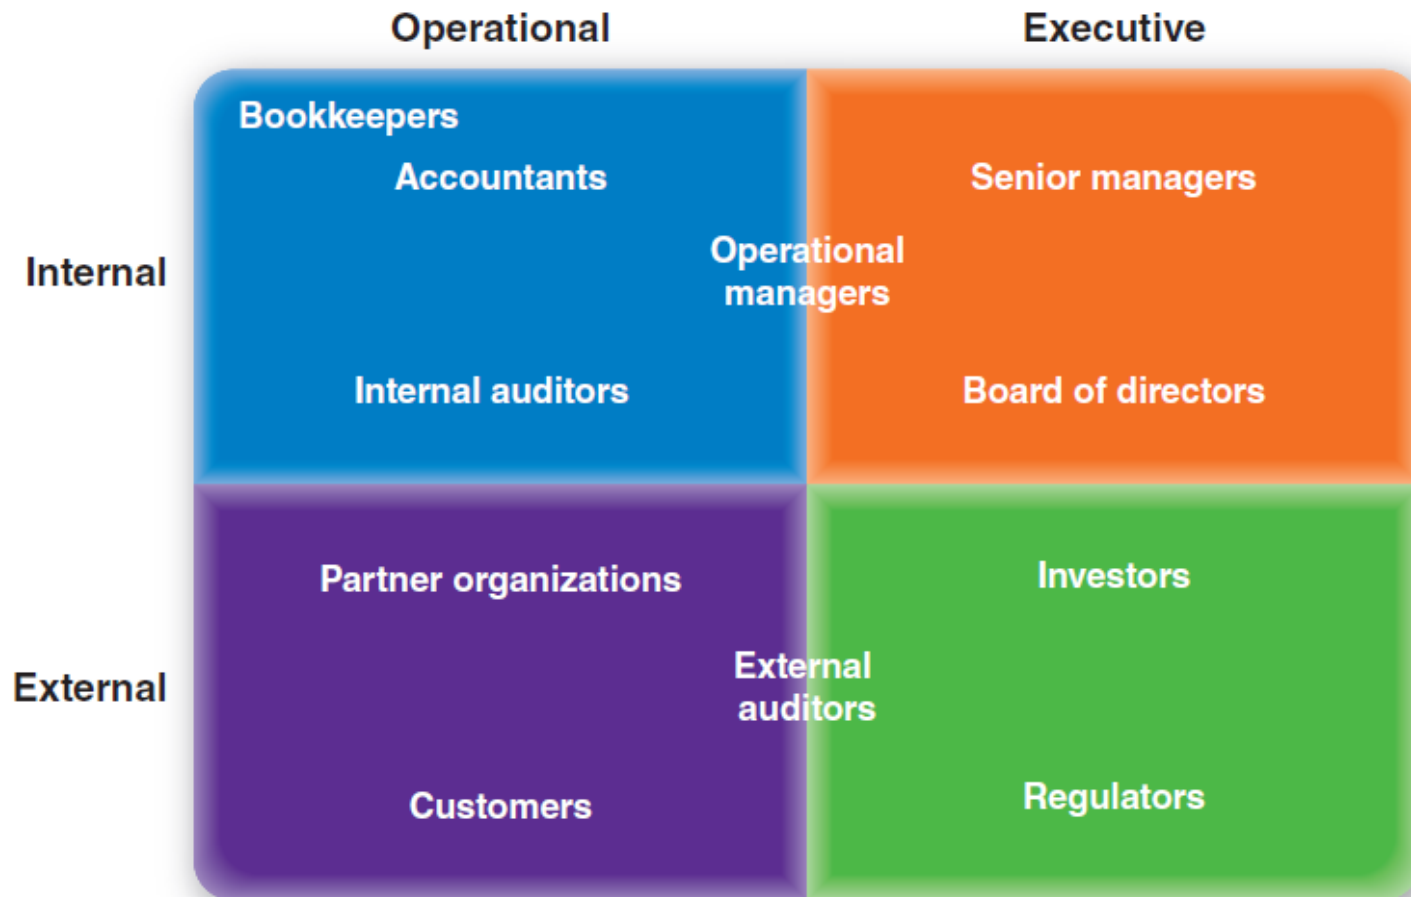 Operational
Executive
Bookkeepers
Accountants
Senior managers
Internal
Operational
managers
Internal auditors
Board of directors
Partner organizations
Investors
External
External
auditors
Customers
Regulators